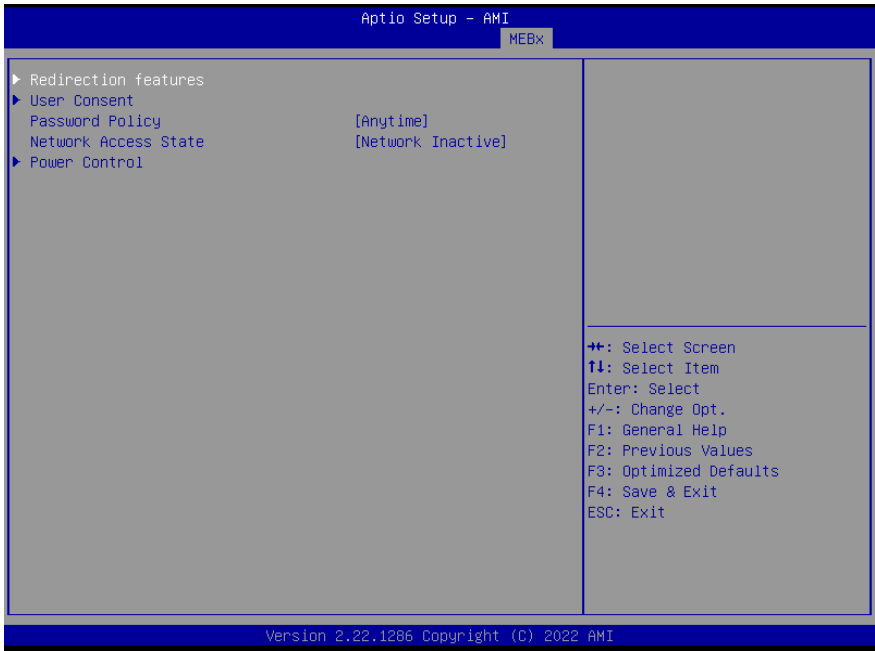 Aptio Setup – AMI
MEBx
Redirection features
User Consent
Password Policy [Anytime]
Network Access State [Network Inactive]
Power Control
→←: Select Screen
↑↓: Select Item
Enter: Select
+/-: Change Opt.
F1: General Help
F2: Previous Values
F3: Optimized Defaults
F4: Save & Exit
ESC: Exit
Version 2.22.1286 Copyright (C) 2022 AMI